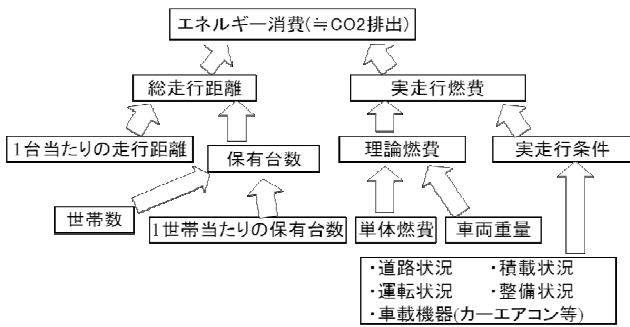 エネルギー消費(≒CO2排出)
総走行距離
実走行燃費
1台当たりの走行距離
保有台数
理論燃費
実走行条件
世帯数
1世帯当たりの保有台数
単体燃費
車両重量
・道路状況 ・積載状況
・運転状況 ・整備状況
・車載機器(カーエアコン等)